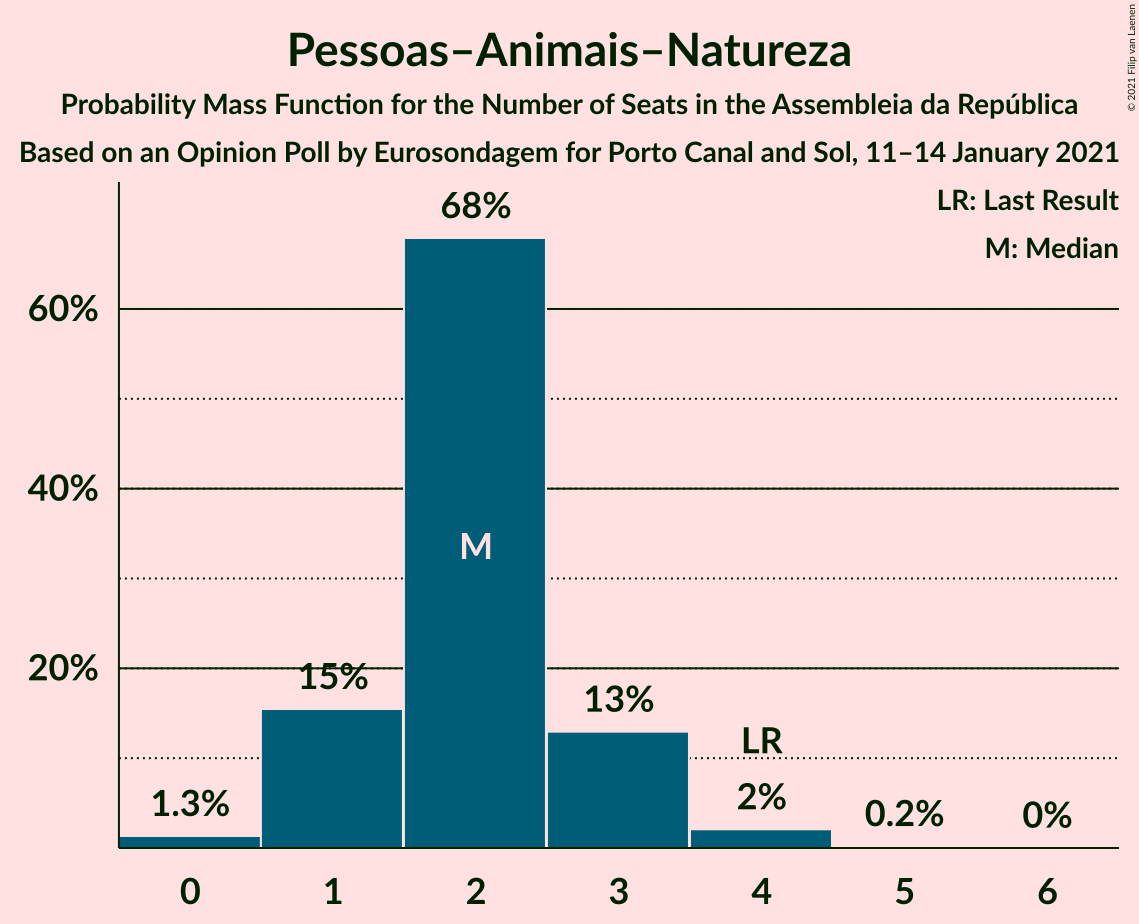 Pessoas–Animais–Natureza
Probability Mass Function for the Number of Seats in the Assembleia da República
Based on an Opinion Poll by Eurosondagem for Porto Canal and Sol, 11–14 January 2021
© 2021 Filip van Laenen
LR: Last Result
M: Median
68%
60%
40%
M
20%
15%
13%
LR
1.3%
2%
0.2%
0%
0 1 2 3 4 5 6